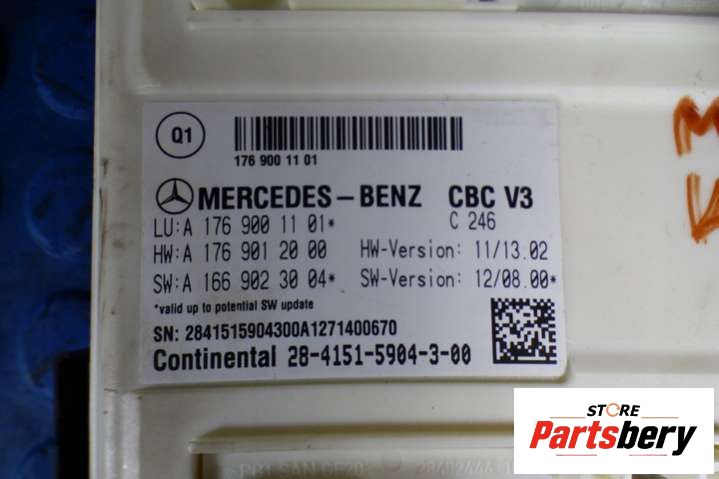 Q1
176 900 11 01
MERCEDES-BENZ CBC V3
LU:A 176 900 11 01* C 246
HW:A 176 901 20 00 HW-Version: 11/13.02
SW:A 166 902 30 04* SW-Version: 12/08.00*
*valid up to potential SW update
SN: 2841515904300A1271400670
Continental 28-4151-5904-3-00
STORE
Partsbery